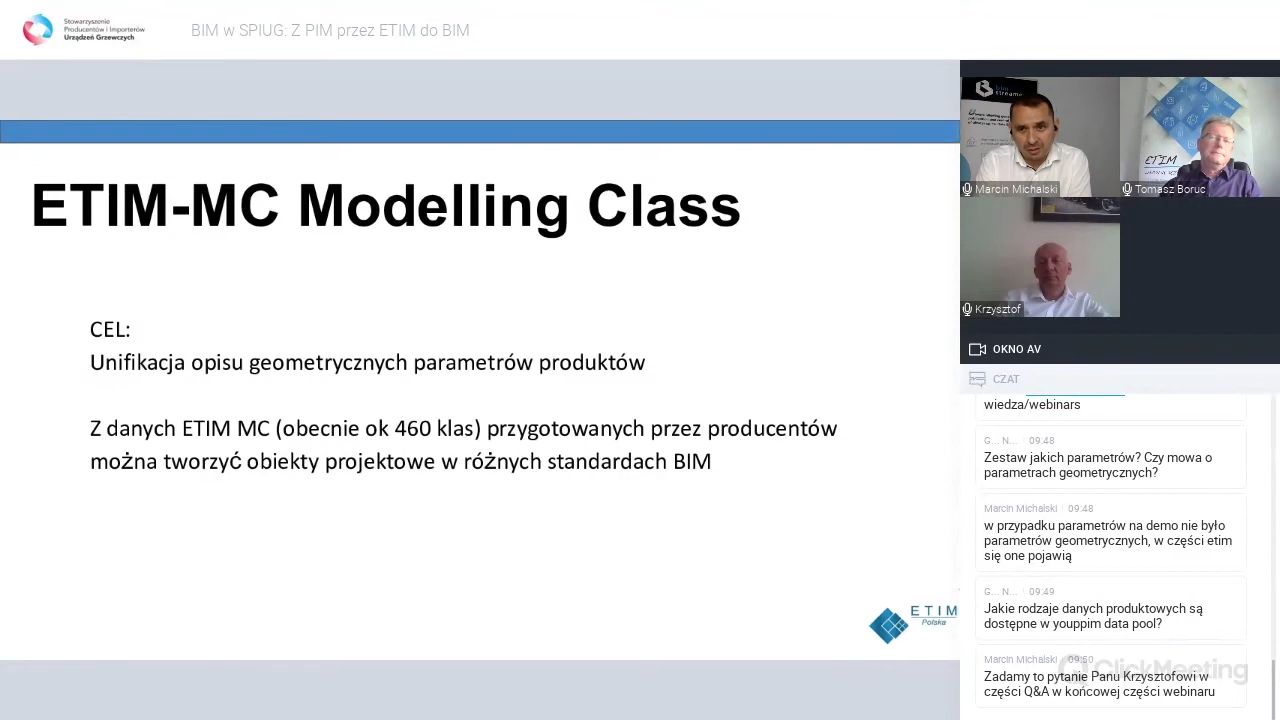 Stowarzyszenie
Producentów i Importerów
Urządzeń Grzewczych
BIM w SPIUG: Z PIM przez ETIM do BIM
ETIM-MC Modelling Class
CEL:
Unifikacja opisu geometrycznych parametrów produktów
Z danych ETIM MC (obecnie ok 460 klas) przygotowanych przez producentów
można tworzyć obiekty projektowe w różnych standardach BIM
ETIM
Polska
bim
streams
ETIM
Marcin Michalski
Tomasz Boruc
Krzysztof
OKNO AV
CZAT
wiedza/webinars
G... N... 09:48
Zestaw jakich parametrów? Czy mowa o
parametrach geometrycznych?
Marcin Michalski 09:48
w przypadku parametrów na demo nie było
parametrów geometrycznych, w części etim
się one pojawią
G... N... 09:49
Jakie rodzaje danych produktowych są
dostępne w youppim data pool?
Marcin Michalski 09:50
Zadamy to pytanie Panu Krzysztofowi w
części Q&A w końcowej części webinaru
ClickMeeting